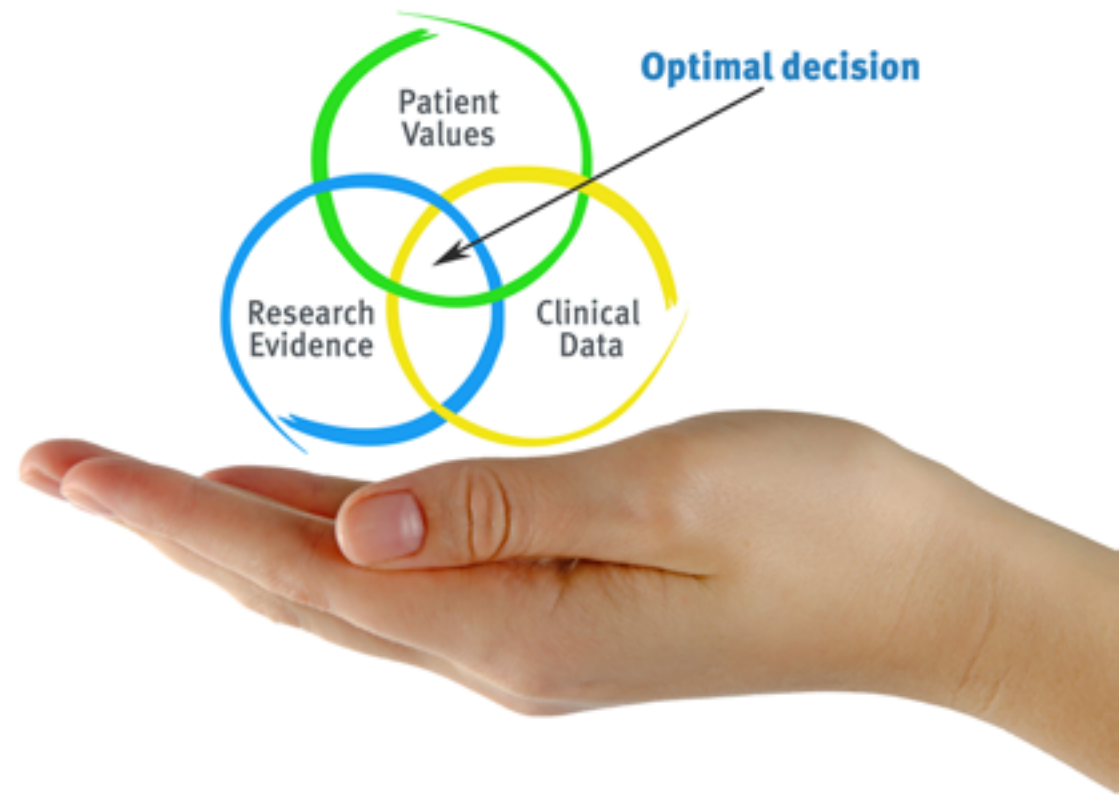 Optimal decision
Patient
Values
Research
Evidence
Clinical
Data